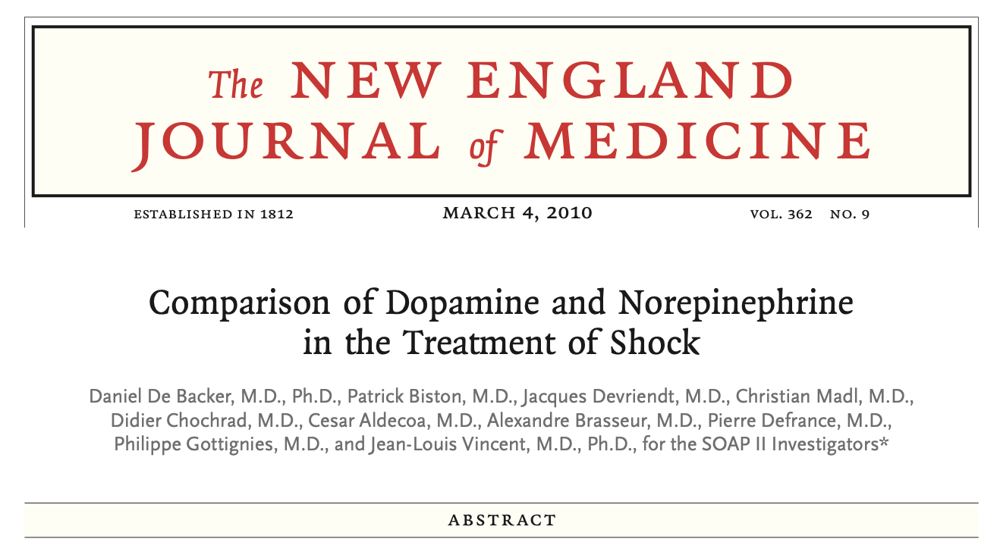 The NEW ENGLAND
JOURNAL of MEDICINE
ESTABLISHED IN 1812 MARCH 4, 2010 VOL. 362 NO. 9
Comparison of Dopamine and Norepinephrine
in the Treatment of Shock
Daniel De Backer, M.D., Ph.D., Patrick Biston, M.D., Jacques Devriendt, M.D., Christian Madl, M.D.,
Didier Chochrad, M.D., Cesar Aldecoa, M.D., Alexandre Brasseur, M.D., Pierre Defrance, M.D.,
Philippe Gottignies, M.D., and Jean-Louis Vincent, M.D., Ph.D., for the SOAP II Investigators*
ABSTRACT